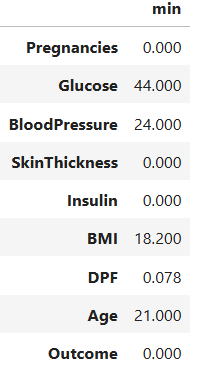 min
Pregnancies 0.000
Glucose 44.000
BloodPressure 24.000
SkinThickness 0.000
Insulin 0.000
BMI 18.200
DPF 0.078
Age 21.000
Outcome 0.000